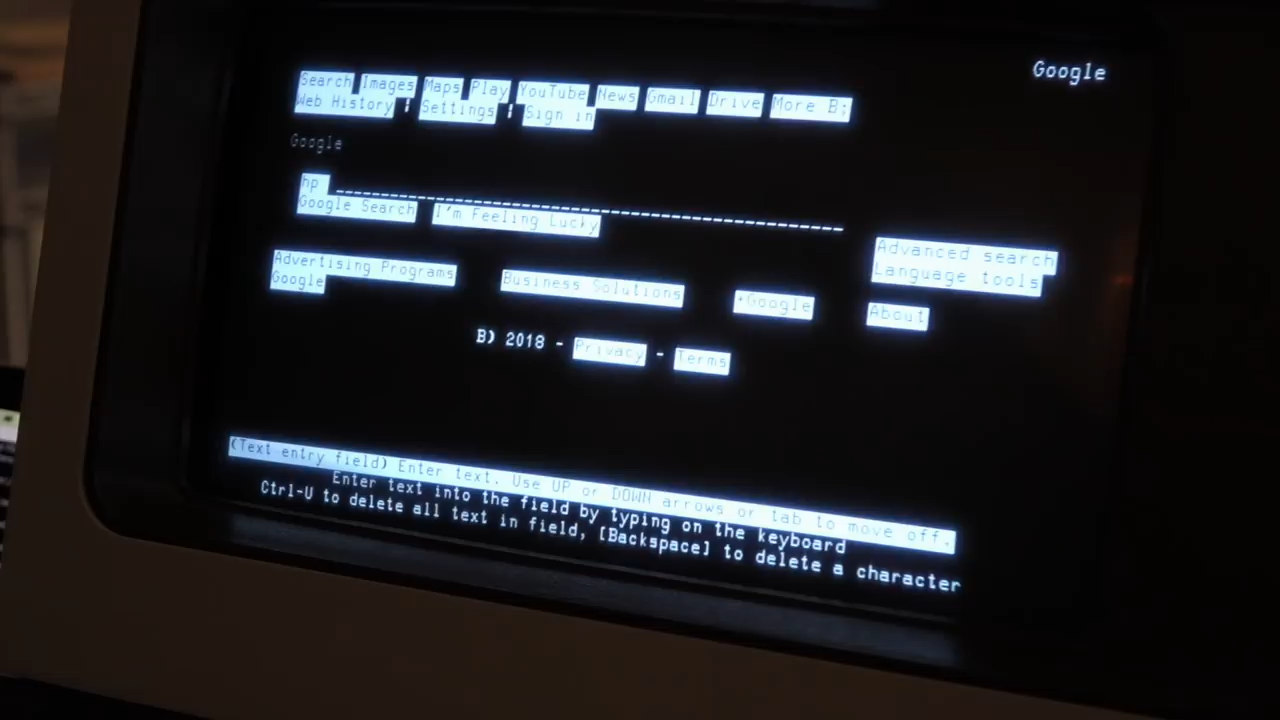 Google
Search Images Maps Play YouTube News Gmail Drive More B;
Web History ¦ Settings ¦ Sign in
Google
hp
Google Search I'm Feeling Lucky
Advanced search
Language tools
Advertising Programs Business Solutions +Google About
Google
B) 2018 - Privacy - Terms
(Text entry field) Enter text. Use UP or DOWN arrows or tab to move off.
Enter text into the field by typing on the keyboard
Ctrl-U to delete all text in field, [Backspace] to delete a character